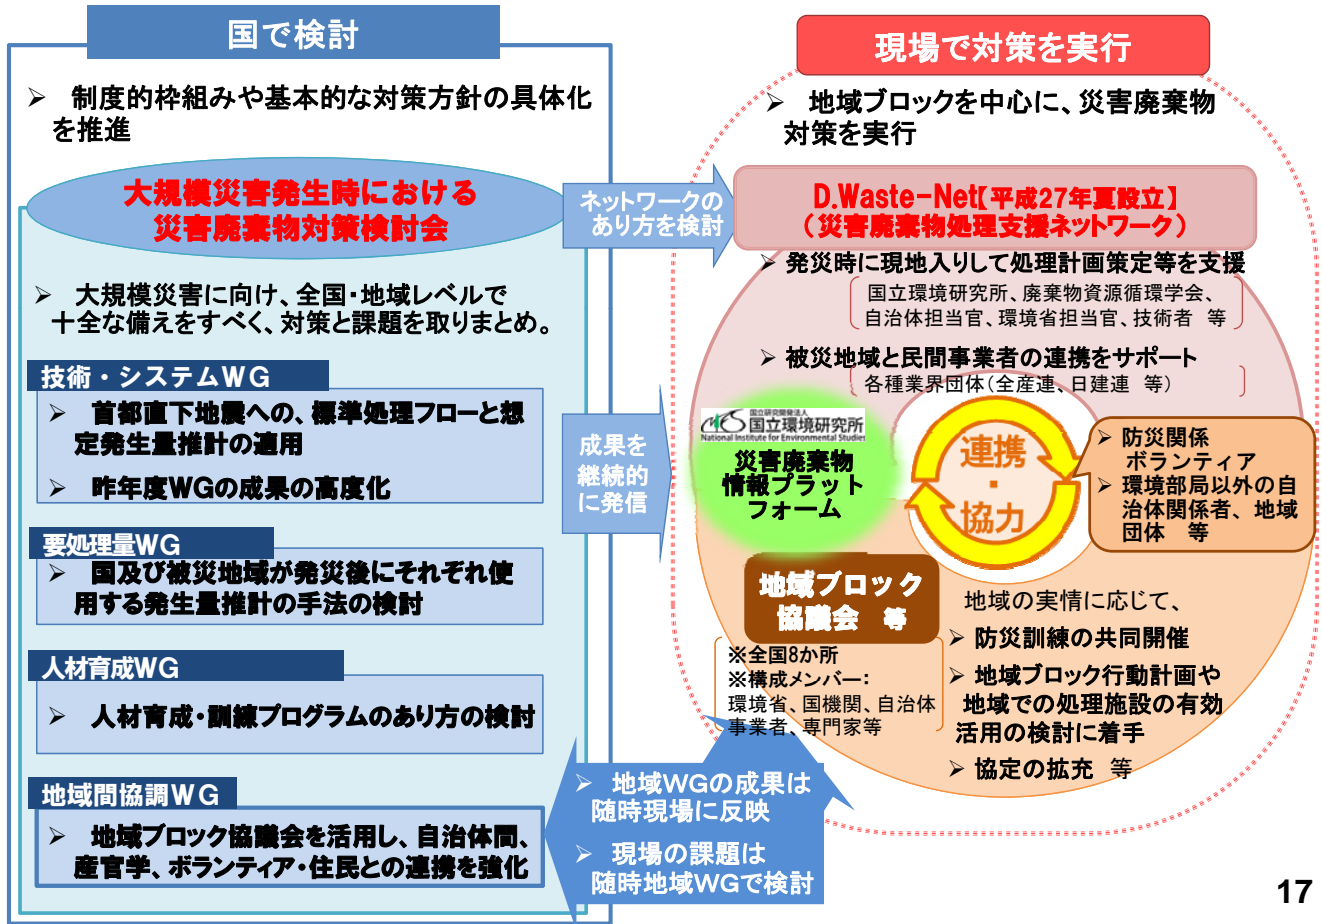 国で検討
➢ 制度的枠組みや基本的な対策方針の具体化
を推進
大規模災害発生時における
災害廃棄物対策検討会
➢ 大規模災害に向け、全国・地域レベルで
十全な備えをすべく、対策と課題を取りまとめ。
技術・システムWG
➢ 首都直下地震への、標準処理フローと想
定発生量推計の適用
➢ 昨年度WGの成果の高度化
要処理量WG
➢ 国及び被災地域が発災後にそれぞれ使
用する発生量推計の手法の検討
人材育成WG
➢ 人材育成・訓練プログラムのあり方の検討
地域間協調WG
➢ 地域ブロック協議会を活用し、自治体間、
産官学、ボランティア・住民との連携を強化
ネットワークの
あり方を検討
成果を
継続的
に発信
➢ 地域WGの成果は
随時現場に反映
➢ 現場の課題は
随時地域WGで検討
現場で対策を実行
➢ 地域ブロックを中心に、災害廃棄物
対策を実行
D.Waste-Net【平成27年夏設立】
（災害廃棄物処理支援ネットワーク）
➢ 発災時に現地入りして処理計画策定等を支援
国立環境研究所、廃棄物資源循環学会、
自治体担当官、環境省担当官、技術者 等
➢ 被災地域と民間事業者の連携をサポート
各種業界団体（全産連、日建連 等）
国立研究開発法人
国立環境研究所
National Institute for Environmental Studies
災害廃棄物
情報プラット
フォーム
連携
・
協力
➢ 防災関係
ボランティア
➢ 環境部局以外の自
治体関係者、地域
団体 等
地域ブロック
協議会 等
※全国8か所
※構成メンバー：
環境省、国機関、自治体
事業者、専門家等
地域の実情に応じて、
➢ 防災訓練の共同開催
➢ 地域ブロック行動計画や
地域での処理施設の有効
活用の検討に着手
➢ 協定の拡充 等
17